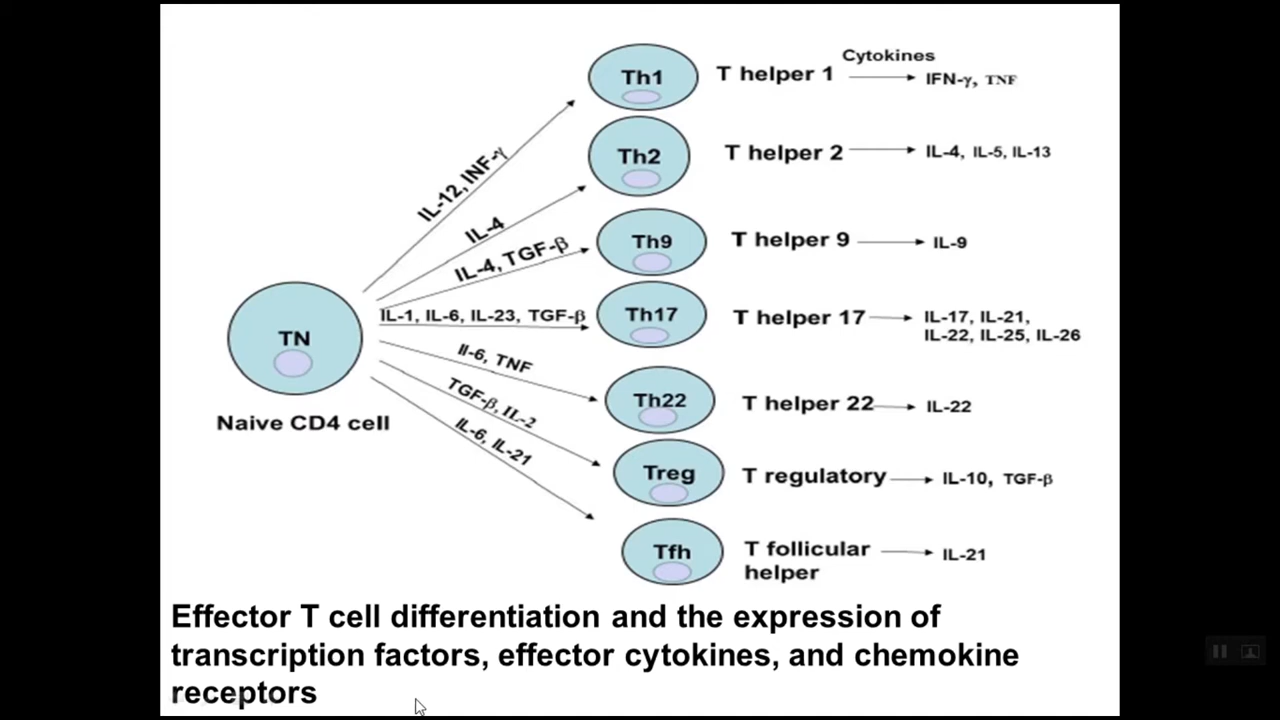 Cytokines
Th1 T helper 1 IFN-γ, TNF
IL-12, INF-γ
Th2 T helper 2 IL-4, IL-5, IL-13
IL-4
Th9 T helper 9 IL-9
IL-4, TGF-β
Th17 T helper 17 IL-17, IL-21,
IL-22, IL-25, IL-26
IL-1, IL-6, IL-23, TGF-β
TN
Naive CD4 cell
Il-6, TNF
Th22 T helper 22 IL-22
TGF-β, IL-2
Treg T regulatory IL-10, TGF-β
IL-6, IL-21
Tfh T follicular IL-21
helper
Effector T cell differentiation and the expression of
transcription factors, effector cytokines, and chemokine
receptors